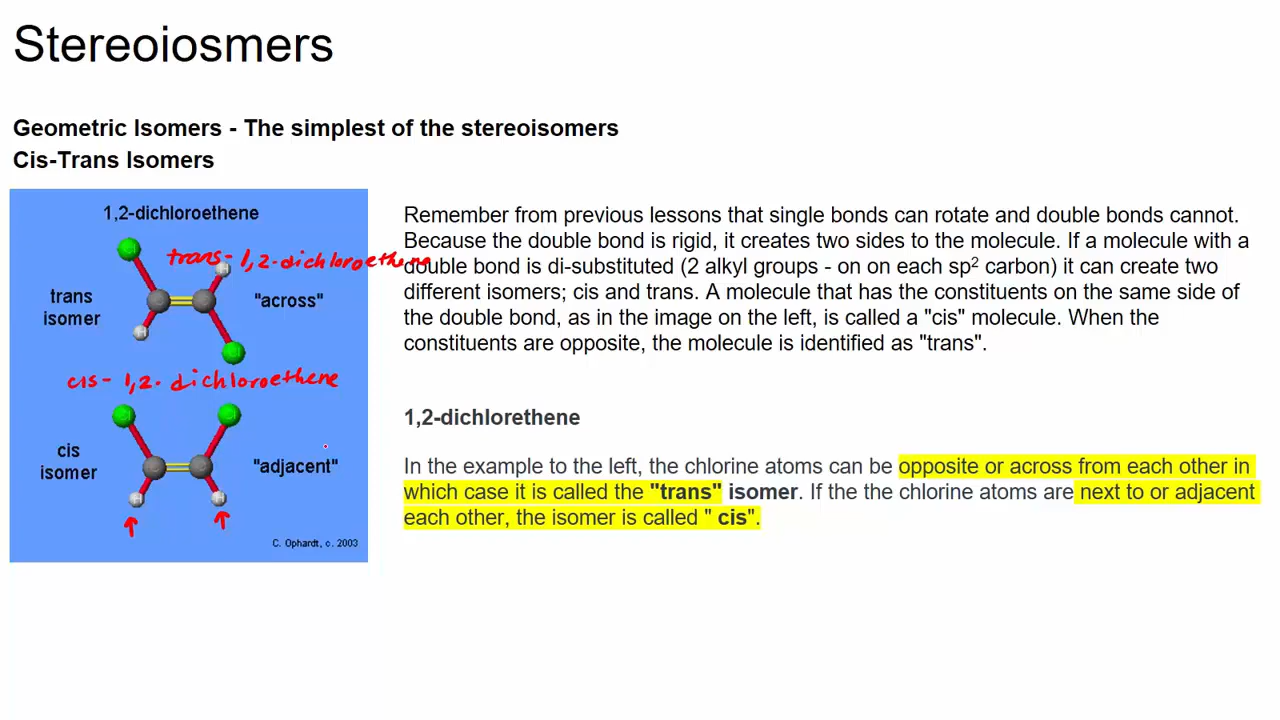 Stereoiosmers
Geometric Isomers - The simplest of the stereoisomers
Cis-Trans Isomers
1,2-dichloroethene
trans- 1,2-dichloroethene
trans
isomer
"across"
cis- 1,2- dichloroethene
cis
isomer
"adjacent"
C. Ophardt, c. 2003
Remember from previous lessons that single bonds can rotate and double bonds cannot.
Because the double bond is rigid, it creates two sides to the molecule. If a molecule with a
double bond is di-substituted (2 alkyl groups - on on each sp² carbon) it can create two
different isomers; cis and trans. A molecule that has the constituents on the same side of
the double bond, as in the image on the left, is called a "cis" molecule. When the
constituents are opposite, the molecule is identified as "trans".
1,2-dichlorethene
In the example to the left, the chlorine atoms can be opposite or across from each other in
which case it is called the "trans" isomer. If the the chlorine atoms are next to or adjacent
each other, the isomer is called " cis".